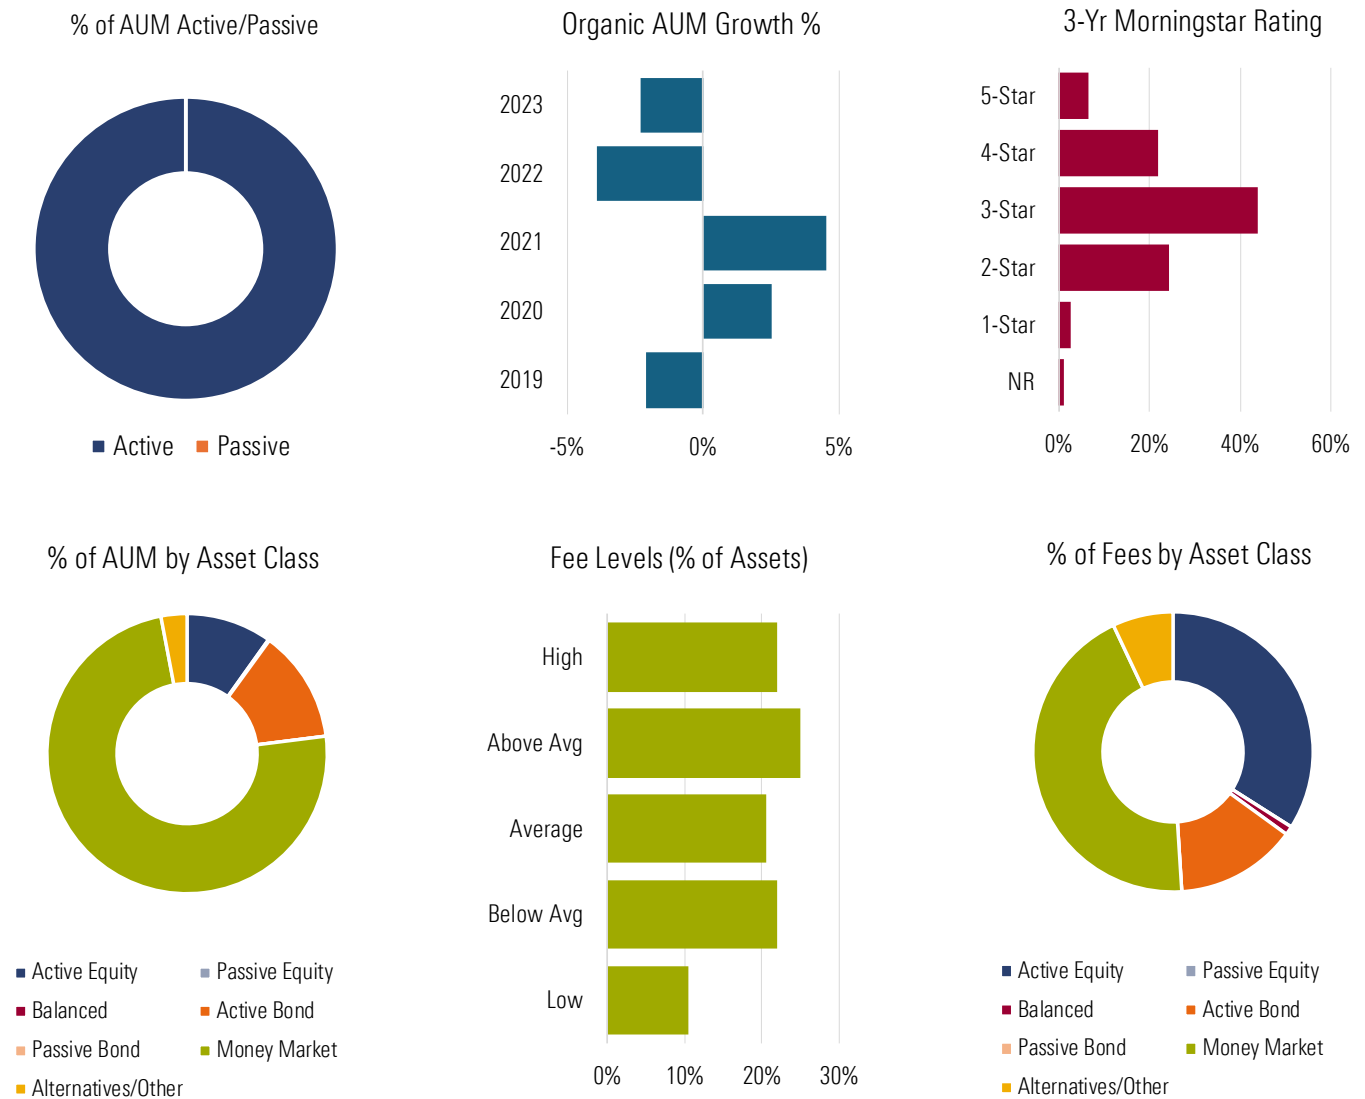 % of AUM Active/Passive
Active
Passive
Organic AUM Growth %
2023
2022
2021
2020
2019
-5%
0%
5%
3-Yr Morningstar Rating
5-Star
4-Star
3-Star
2-Star
1-Star
NR
0%
20%
40%
60%
% of AUM by Asset Class
Active Equity
Passive Equity
Balanced
Active Bond
Passive Bond
Money Market
Alternatives/Other
Fee Levels (% of Assets)
High
Above Avg
Average
Below Avg
Low
0%
10%
20%
30%
% of Fees by Asset Class
Active Equity
Passive Equity
Balanced
Active Bond
Passive Bond
Money Market
Alternatives/Other